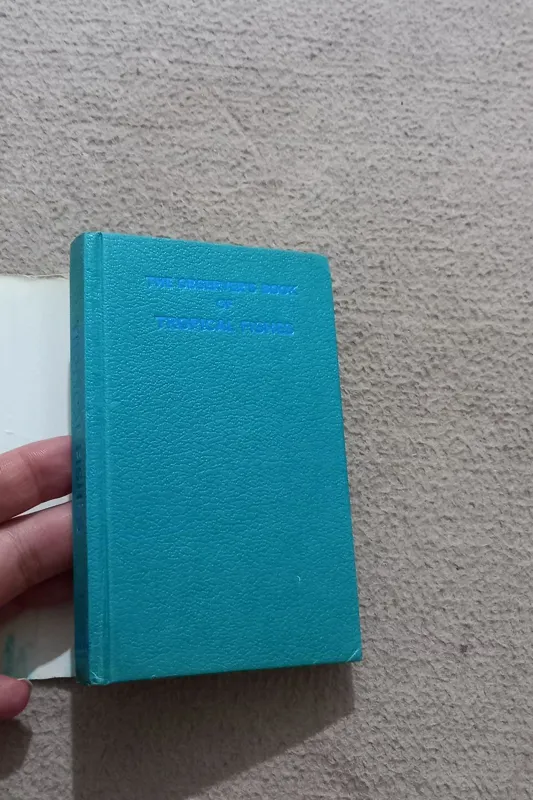 THE OBSERVER'S BOOK
OF
TROPICAL FISHES